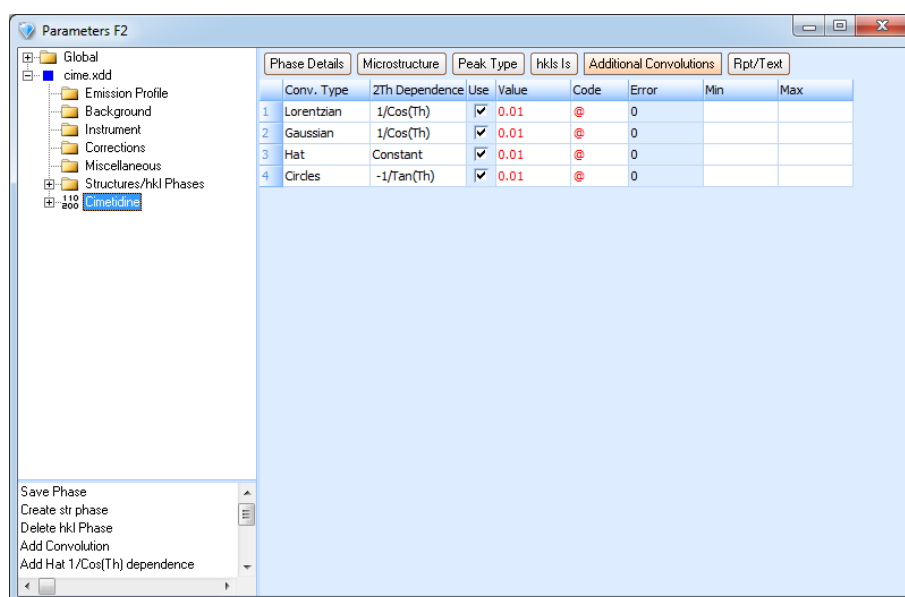 Parameters F2
Global
cime.xdd
Emission Profile
Background
Instrument
Corrections
Miscellaneous
Structures/hkl Phases
110 200 Cimetidine
Save Phase
Create str phase
Delete hkl Phase
Add Convolution
Add Hat 1/Cos(Th) dependence
Phase Details Microstructure Peak Type hkls Is Additional Convolutions Rpt/Text
Conv. Type 2Th Dependence Use Value Code Error Min Max
1 Lorentzian 1/Cos(Th) 0.01 @ 0
2 Gaussian 1/Cos(Th) 0.01 @ 0
3 Hat Constant 0.01 @ 0
4 Circles -1/Tan(Th) 0.01 @ 0